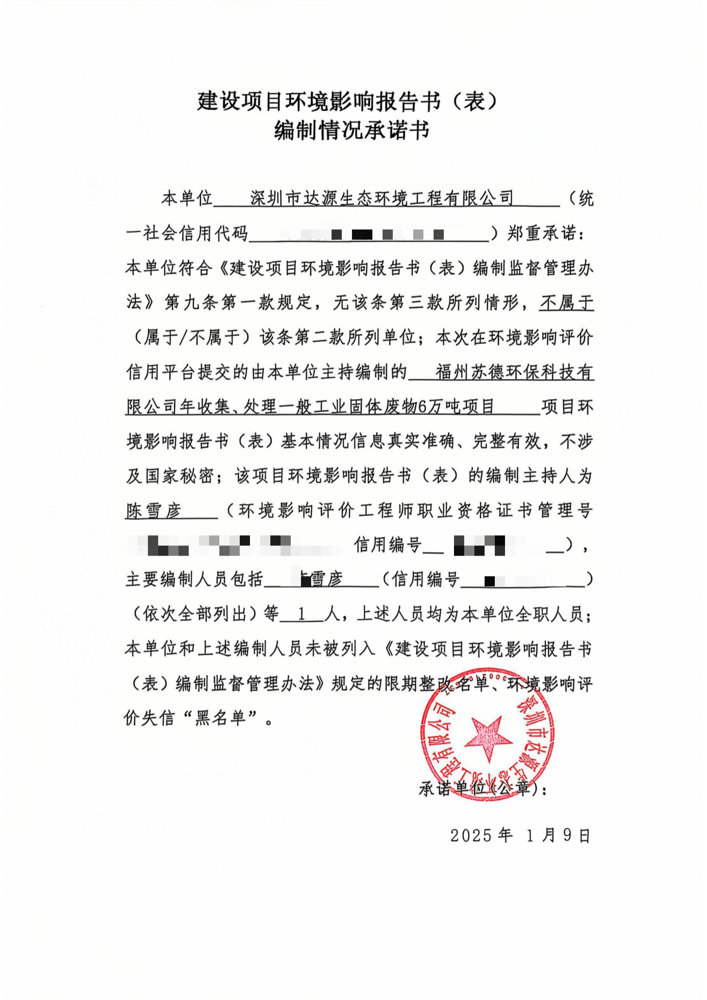 建设项目环境影响报告书（表）
编制情况承诺书
本单位 深圳市达源生态环境工程有限公司 （统
一社会信用代码 ）郑重承诺：
本单位符合《建设项目环境影响报告书（表）编制监督管理办
法》第九条第一款规定，无该条第三款所列情形，不属于
（属于/不属于）该条第二款所列单位；本次在环境影响评价
信用平台提交的由本单位主持编制的 福州苏德环保科技有
限公司年收集、处理一般工业固体废物6万吨项目 项目环
境影响报告书（表）基本情况信息真实准确、完整有效，不涉
及国家秘密；该项目环境影响报告书（表）的编制主持人为
陈雪彦 （环境影响评价工程师职业资格证书管理号
信用编号 ），
主要编制人员包括 雪彦 （信用编号 ）
（依次全部列出）等 1 人，上述人员均为本单位全职人员；
本单位和上述编制人员未被列入《建设项目环境影响报告书
（表）编制监督管理办法》规定的限期整改名单、环境影响评
价失信“黑名单”。
深圳市达源生态环境工程有限公司
承诺单位(公章)：
2025年 1月9日